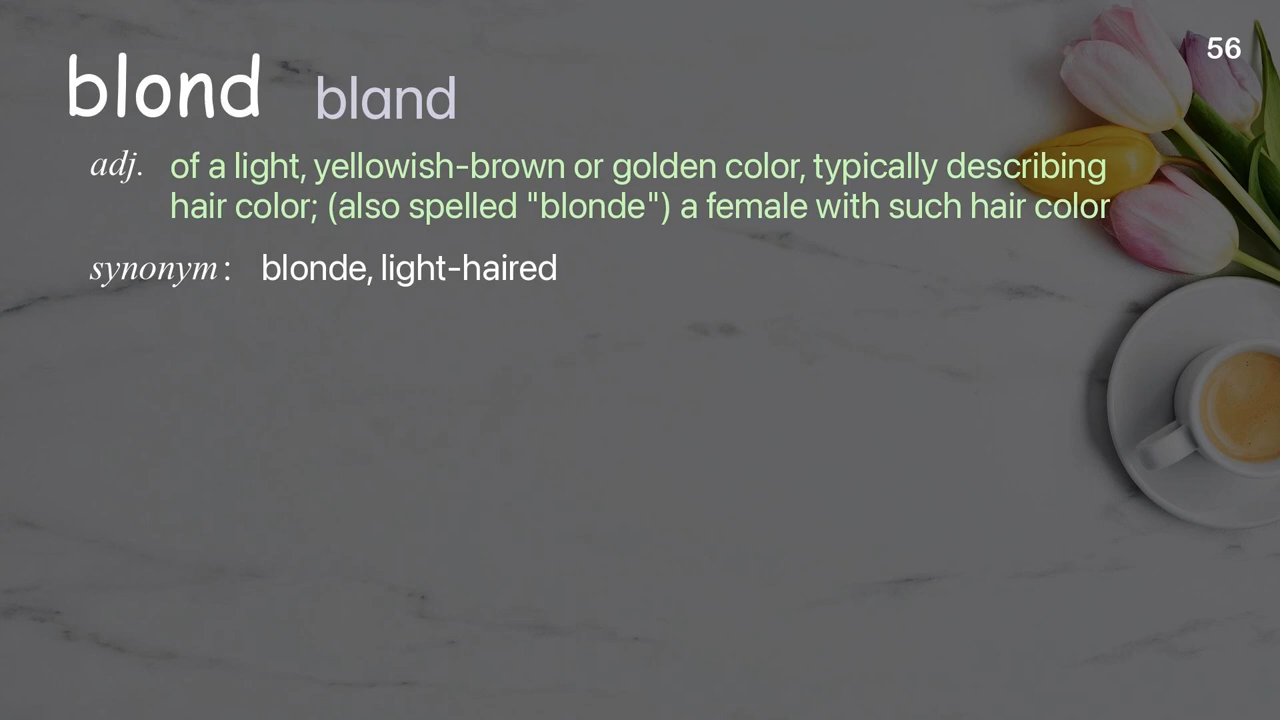 56
blond bland
adj. of a light, yellowish-brown or golden color, typically describing
hair color; (also spelled "blonde") a female with such hair color
synonym: blonde, light-haired